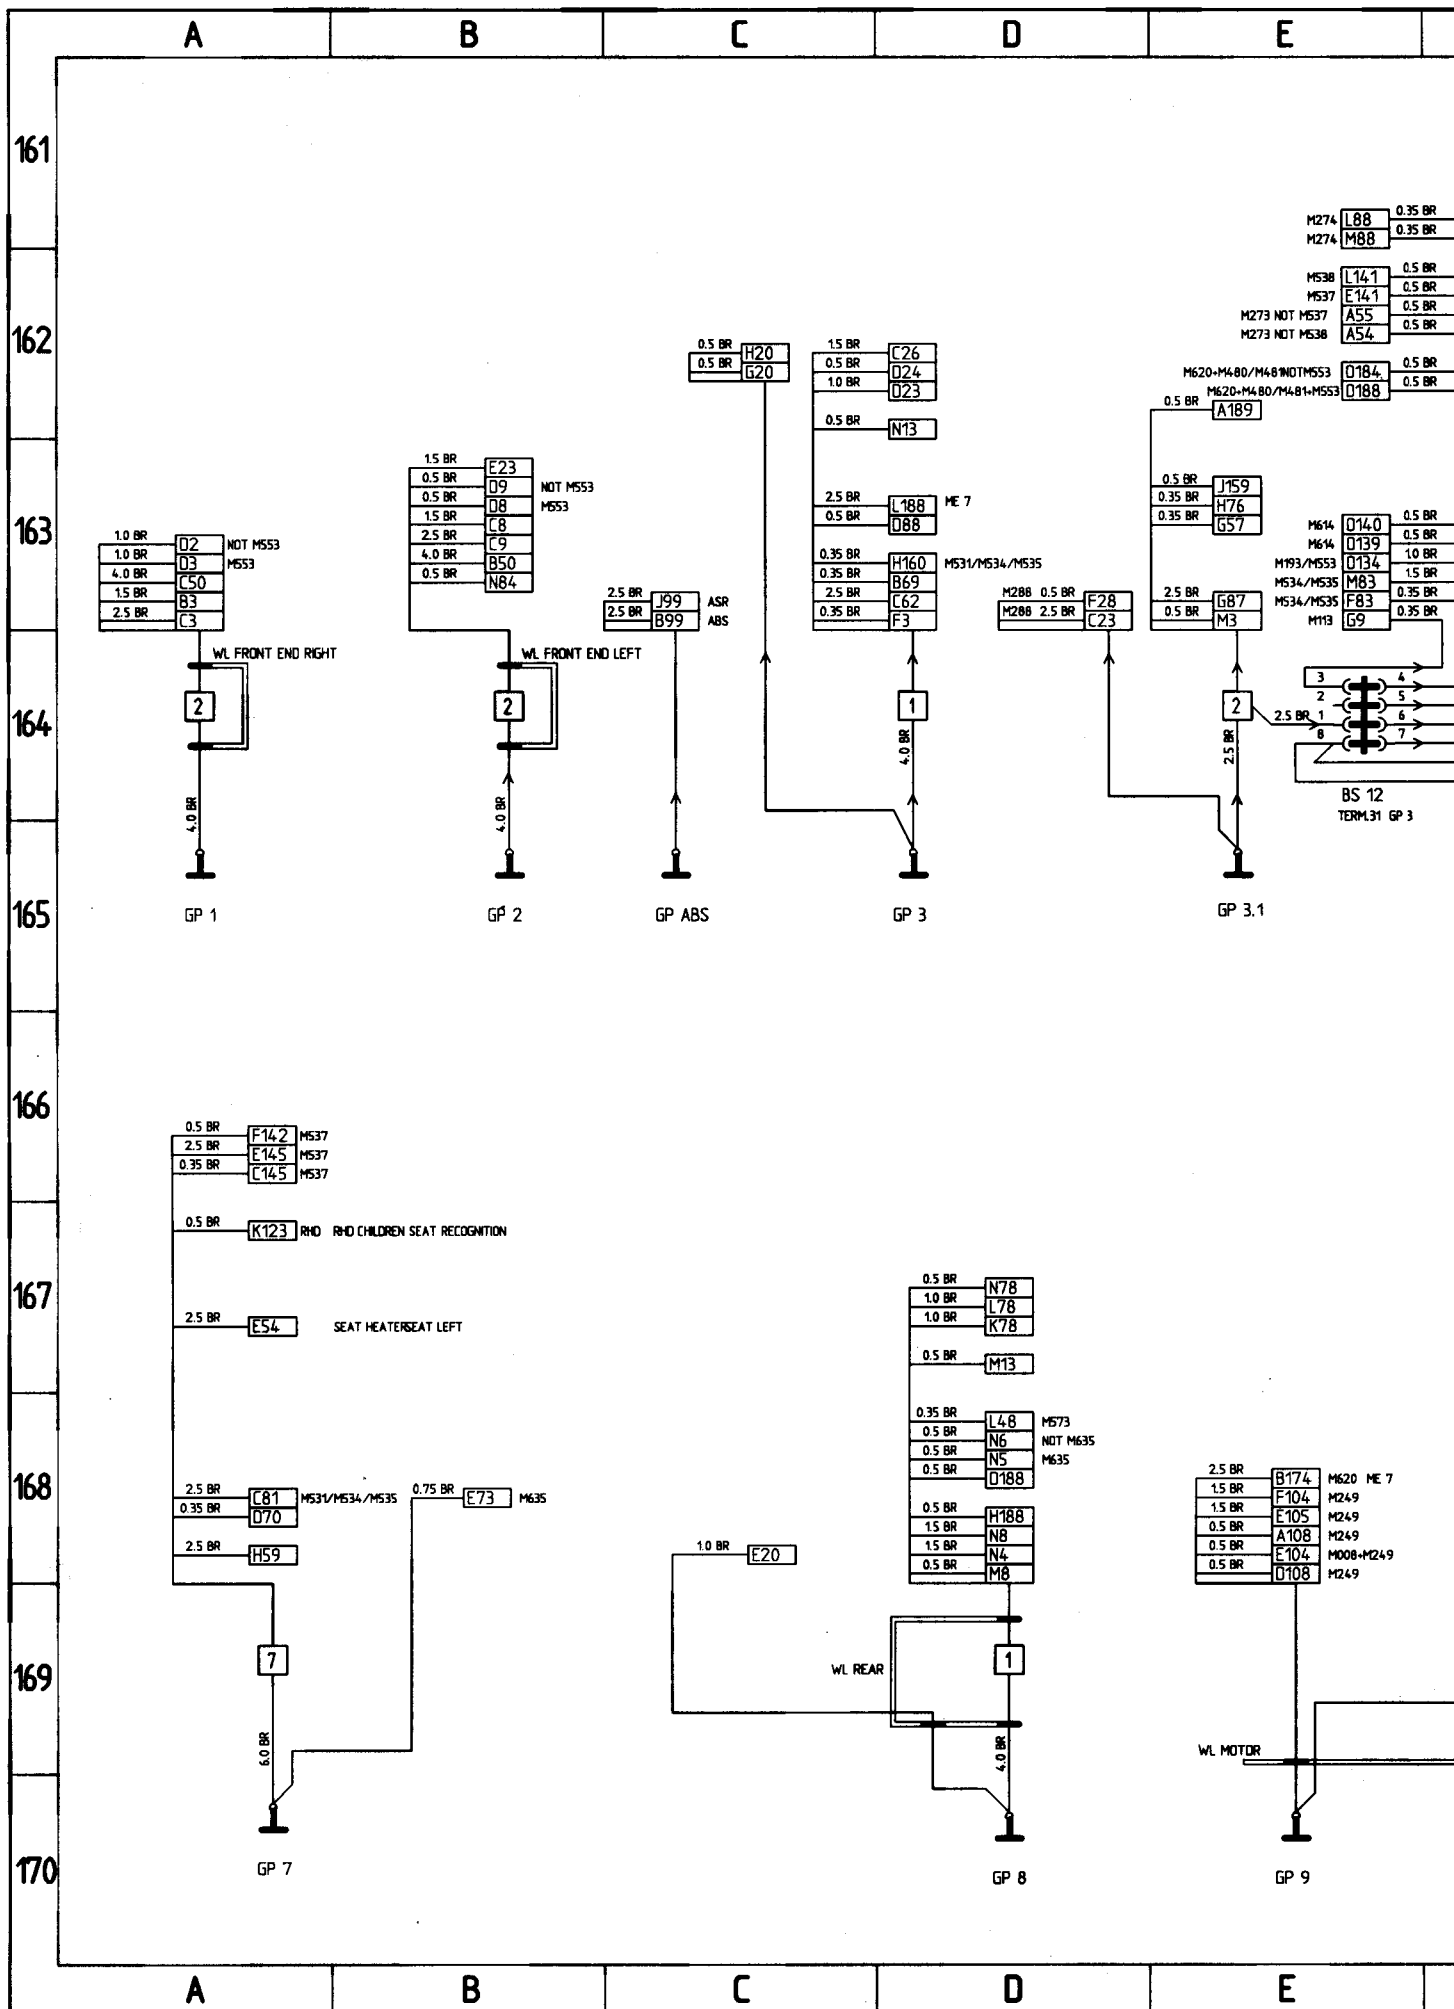 A B C D E
161
M274 L88 0.35 BR
M274 M88 0.35 BR
M538 L141 0.5 BR
M537 E141 0.5 BR
M273 NOT M537 A55 0.5 BR
M273 NOT M538 A54 0.5 BR
162
0.5 BR H20
0.5 BR G20
1.5 BR C26
0.5 BR D24
1.0 BR D23
0.5 BR N13
M620+M480/M481NOTM553 D184 0.5 BR
M620+M480/M481+M553 D188 0.5 BR
0.5 BR A189
163
1.0 BR D2 NOT M553
1.0 BR D3 M553
4.0 BR C50
1.5 BR B3
2.5 BR C3
1.5 BR E23
0.5 BR D9 NOT M553
0.5 BR D8 M553
1.5 BR C8
2.5 BR C9
4.0 BR B50
0.5 BR N84
2.5 BR J99 ASR
2.5 BR B99 ABS
2.5 BR L188 ME 7
0.5 BR D88
0.35 BR H160 M531/M534/M535
0.35 BR B69
2.5 BR C62
0.35 BR F3
M288 0.5 BR F28
M288 2.5 BR C23
0.5 BR J159
0.35 BR H76
0.35 BR G57
2.5 BR G87
0.5 BR M3
M614 D140 0.5 BR
M614 D139 0.5 BR
M193/M553 D134 1.0 BR
M534/M535 M83 1.5 BR
M534/M535 F83 0.35 BR
M113 G9 0.35 BR
WL FRONT END RIGHT
WL FRONT END LEFT
164
2
2
1
2
4.0 BR
4.0 BR
4.0 BR
2.5 BR
2.5 BR
3 4
2 5
1 6
8 7
BS 12
TERM.31 GP 3
165
GP 1
GP 2
GP ABS
GP 3
GP 3.1
166
0.5 BR F142 M537
2.5 BR E145 M537
0.35 BR C145 M537
0.5 BR K123 RHD RHD CHILDREN SEAT RECOGNITION
167
2.5 BR E54 SEAT HEATERSEAT LEFT
0.5 BR N78
1.0 BR L78
1.0 BR K78
0.5 BR M13
168
2.5 BR C81 M531/M534/M535
0.35 BR D70
2.5 BR H59
0.75 BR E73 M635
1.0 BR E20
0.35 BR L48 M573
0.5 BR N6 NOT M635
0.5 BR N5 M635
0.5 BR D188
0.5 BR H188
1.5 BR N8
1.5 BR N4
0.5 BR M8
2.5 BR B174 M620 ME 7
1.5 BR F104 M249
1.5 BR E105 M249
0.5 BR A108 M249
0.5 BR E104 M008+M249
0.5 BR D108 M249
169
7
1
WL REAR
WL MOTOR
6.0 BR
4.0 BR
170
GP 7
GP 8
GP 9
A B C D E